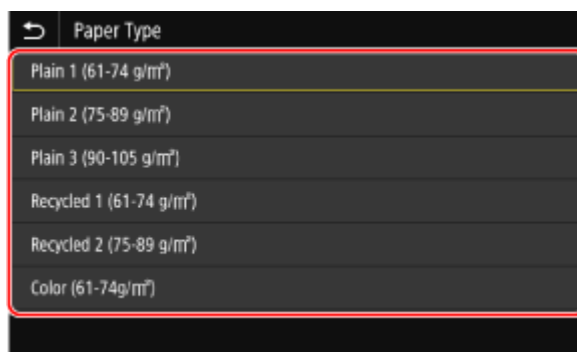 Paper Type
Plain 1 (61-74 g/m²)
Plain 2 (75-89 g/m²)
Plain 3 (90-105 g/m²)
Recycled 1 (61-74 g/m²)
Recycled 2 (75-89 g/m²)
Color (61-74g/m²)